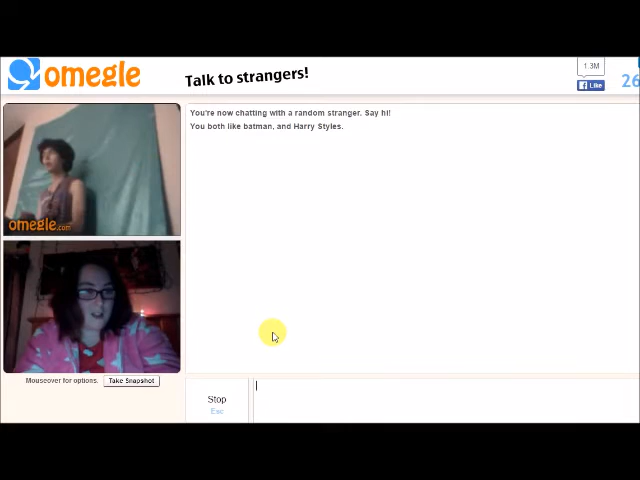 omegle
Talk to strangers!
1.3M
Like
26
You're now chatting with a random stranger. Say hi!
You both like batman, and Harry Styles.
omegle.com
Mouseover for options.
Take Snapshot
Stop
Esc